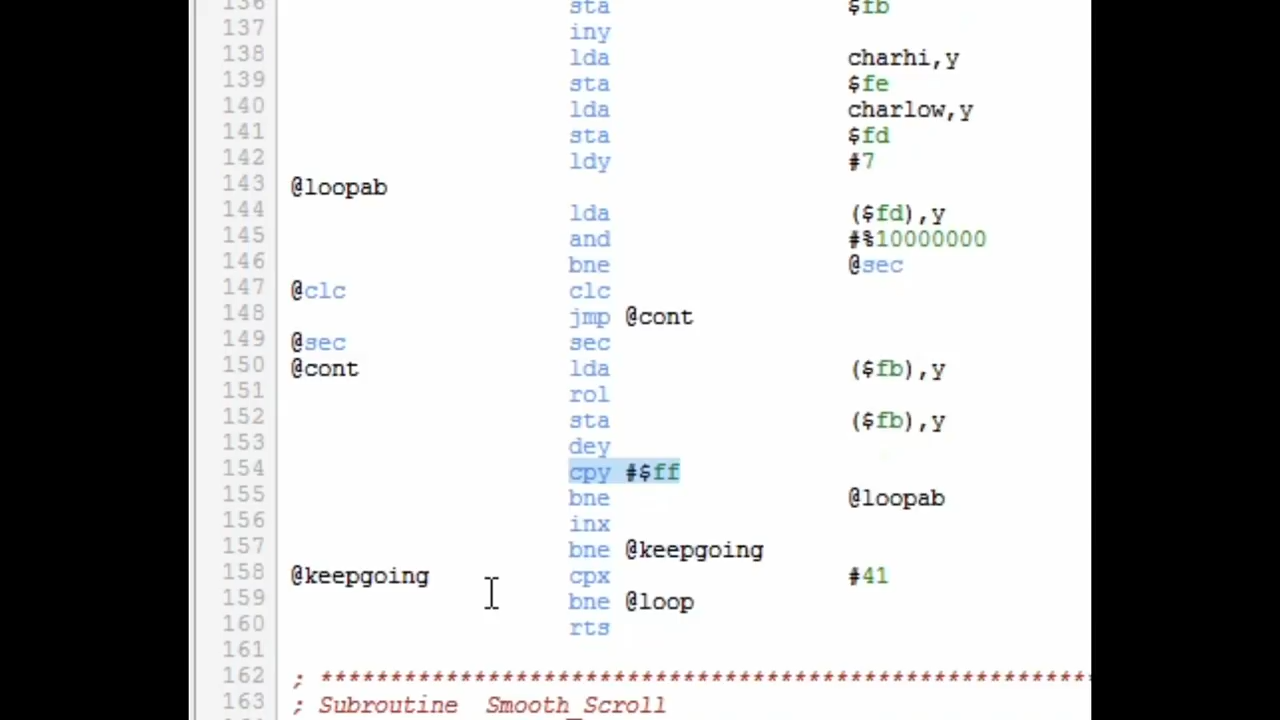 136 sta $fb
137 iny
138 lda charhi,y
139 sta $fe
140 lda charlow,y
141 sta $fd
142 ldy #7
143 @loopab
144 lda ($fd),y
145 and #%10000000
146 bne @sec
147 @clc clc
148 jmp @cont
149 @sec sec
150 @cont lda ($fb),y
151 rol
152 sta ($fb),y
153 dey
154 cpy #$ff
155 bne @loopab
156 inx
157 bne @keepgoing
158 @keepgoing cpx #41
159 bne @loop
160 rts
161
162 ; *******************************************************
163 ; Subroutine Smooth_Scroll